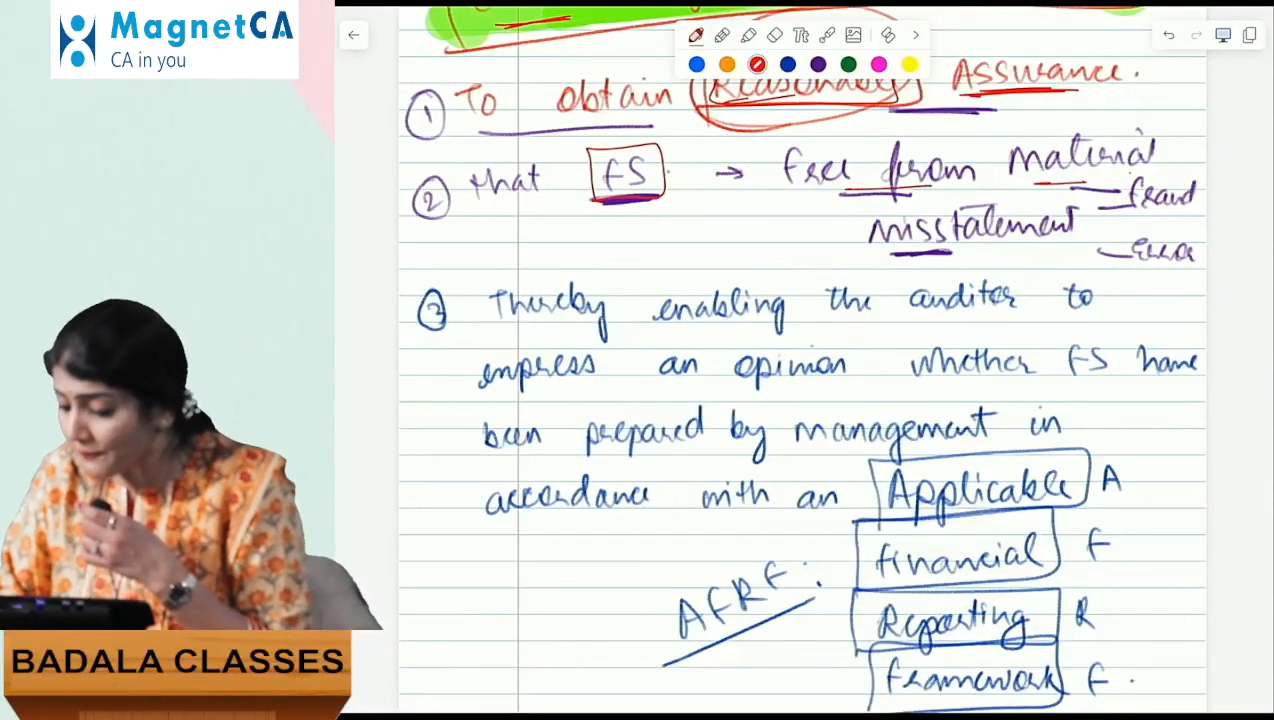 MagnetCA
CA in you
① To obtain Reasonable Assurance.
② that FS → free from Material
fraud
misstatement
Error
③ Thereby enabling the auditor to
express an opinion whether FS have
been prepared by management in
accordance with an Applicable A
financial F
AFRF:
Reporting R
framework F.
BADALA CLASSES